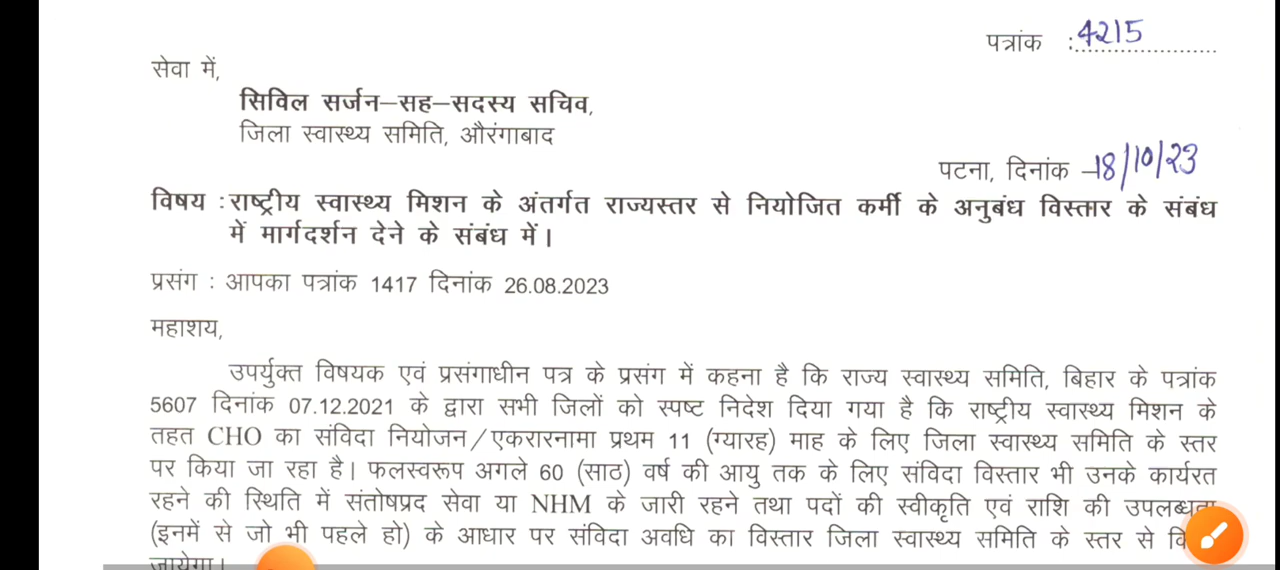 पत्रांक :4215
सेवा में,
सिविल सर्जन–सह–सदस्य सचिव,
जिला स्वास्थ्य समिति, औरंगाबाद
पटना, दिनांक –18/10/23
विषय : राष्ट्रीय स्वास्थ्य मिशन के अंतर्गत राज्यस्तर से नियोजित कर्मी के अनुबंध विस्तार के संबंध
में मार्गदर्शन देने के संबंध में।
प्रसंग : आपका पत्रांक 1417 दिनांक 26.08.2023
महाशय,
उपर्युक्त विषयक एवं प्रसंगाधीन पत्र के प्रसंग में कहना है कि राज्य स्वास्थ्य समिति, बिहार के पत्रांक
5607 दिनांक 07.12.2021 के द्वारा सभी जिलों को स्पष्ट निदेश दिया गया है कि राष्ट्रीय स्वास्थ्य मिशन के
तहत CHO का संविदा नियोजन/एकरारनामा प्रथम 11 (ग्यारह) माह के लिए जिला स्वास्थ्य समिति के स्तर
पर किया जा रहा है। फलस्वरूप अगले 60 (साठ) वर्ष की आयु तक के लिए संविदा विस्तार भी उनके कार्यरत
रहने की स्थिति में संतोषप्रद सेवा या NHM के जारी रहने तथा पदों की स्वीकृति एवं राशि की उपलब्धता
(इनमें से जो भी पहले हो) के आधार पर संविदा अवधि का विस्तार जिला स्वास्थ्य समिति के स्तर से
जायेगा।